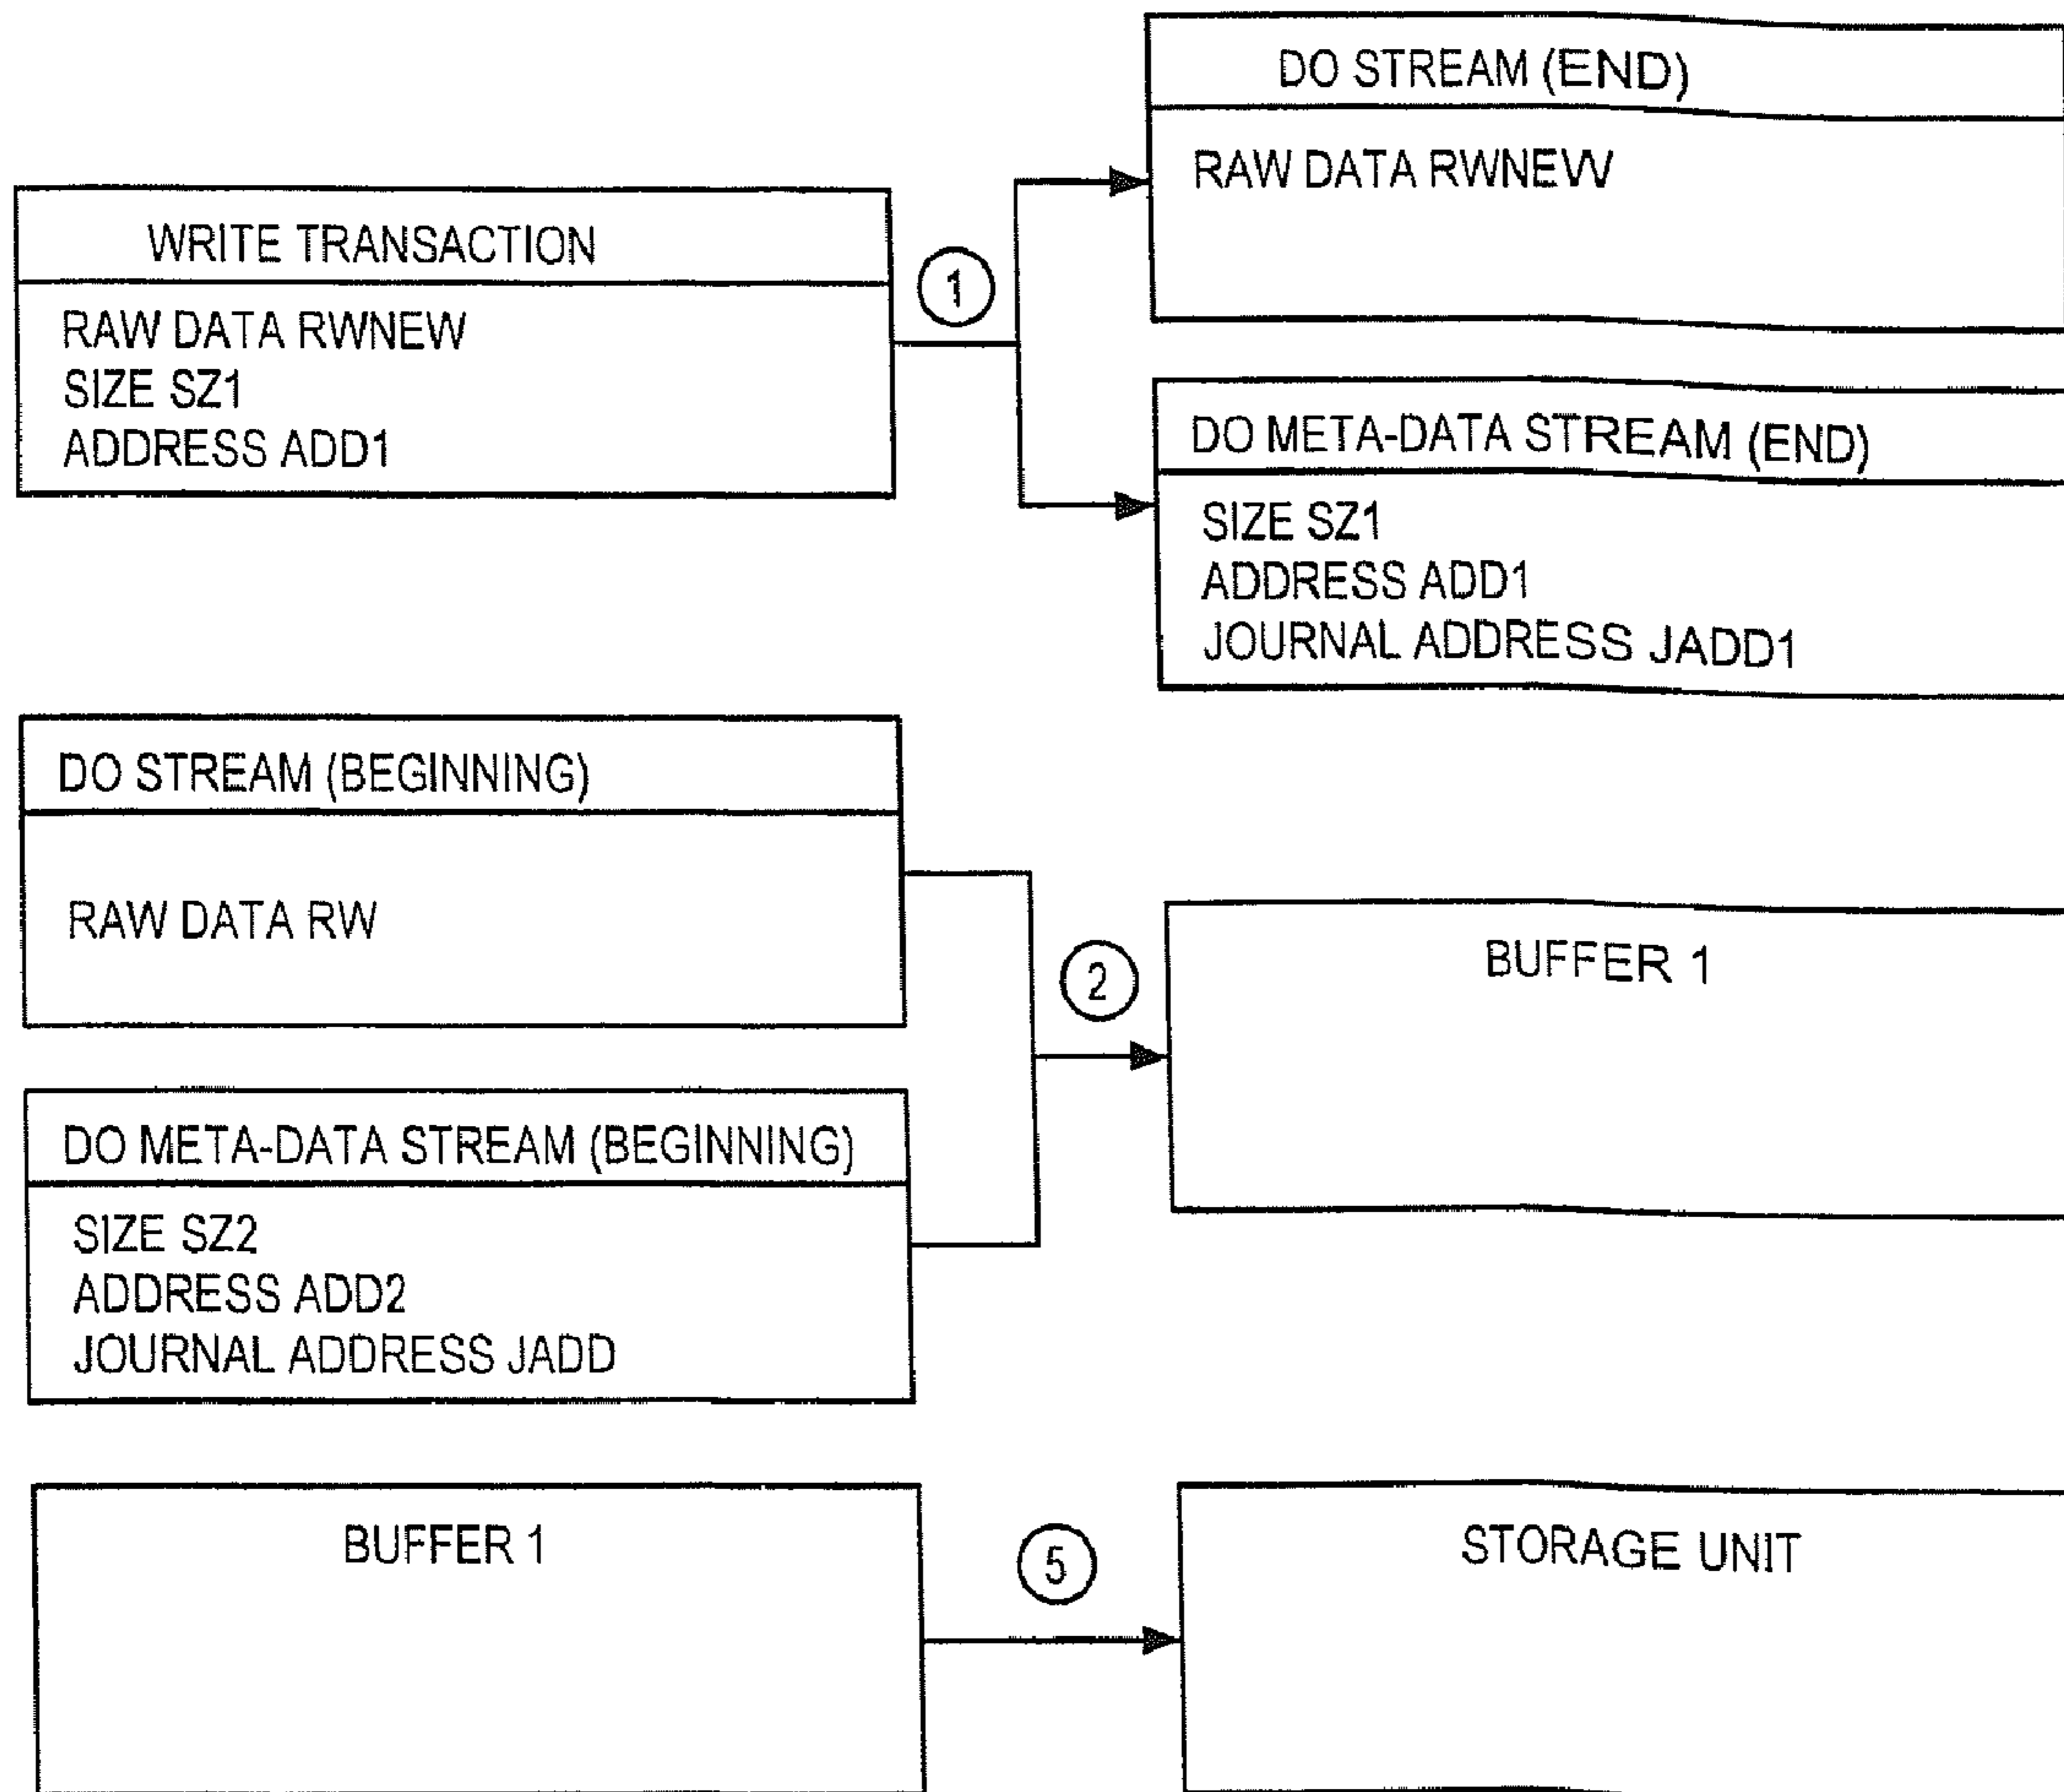 DO STREAM (END)
RAW DATA RWNEW
WRITE TRANSACTION
RAW DATA RWNEW
SIZE SZ1
ADDRESS ADD1
1
DO META-DATA STREAM (END)
SIZE SZ1
ADDRESS ADD1
JOURNAL ADDRESS JADD1
DO STREAM (BEGINNING)
RAW DATA RW
2
BUFFER 1
DO META-DATA STREAM (BEGINNING)
SIZE SZ2
ADDRESS ADD2
JOURNAL ADDRESS JADD
BUFFER 1
5
STORAGE UNIT